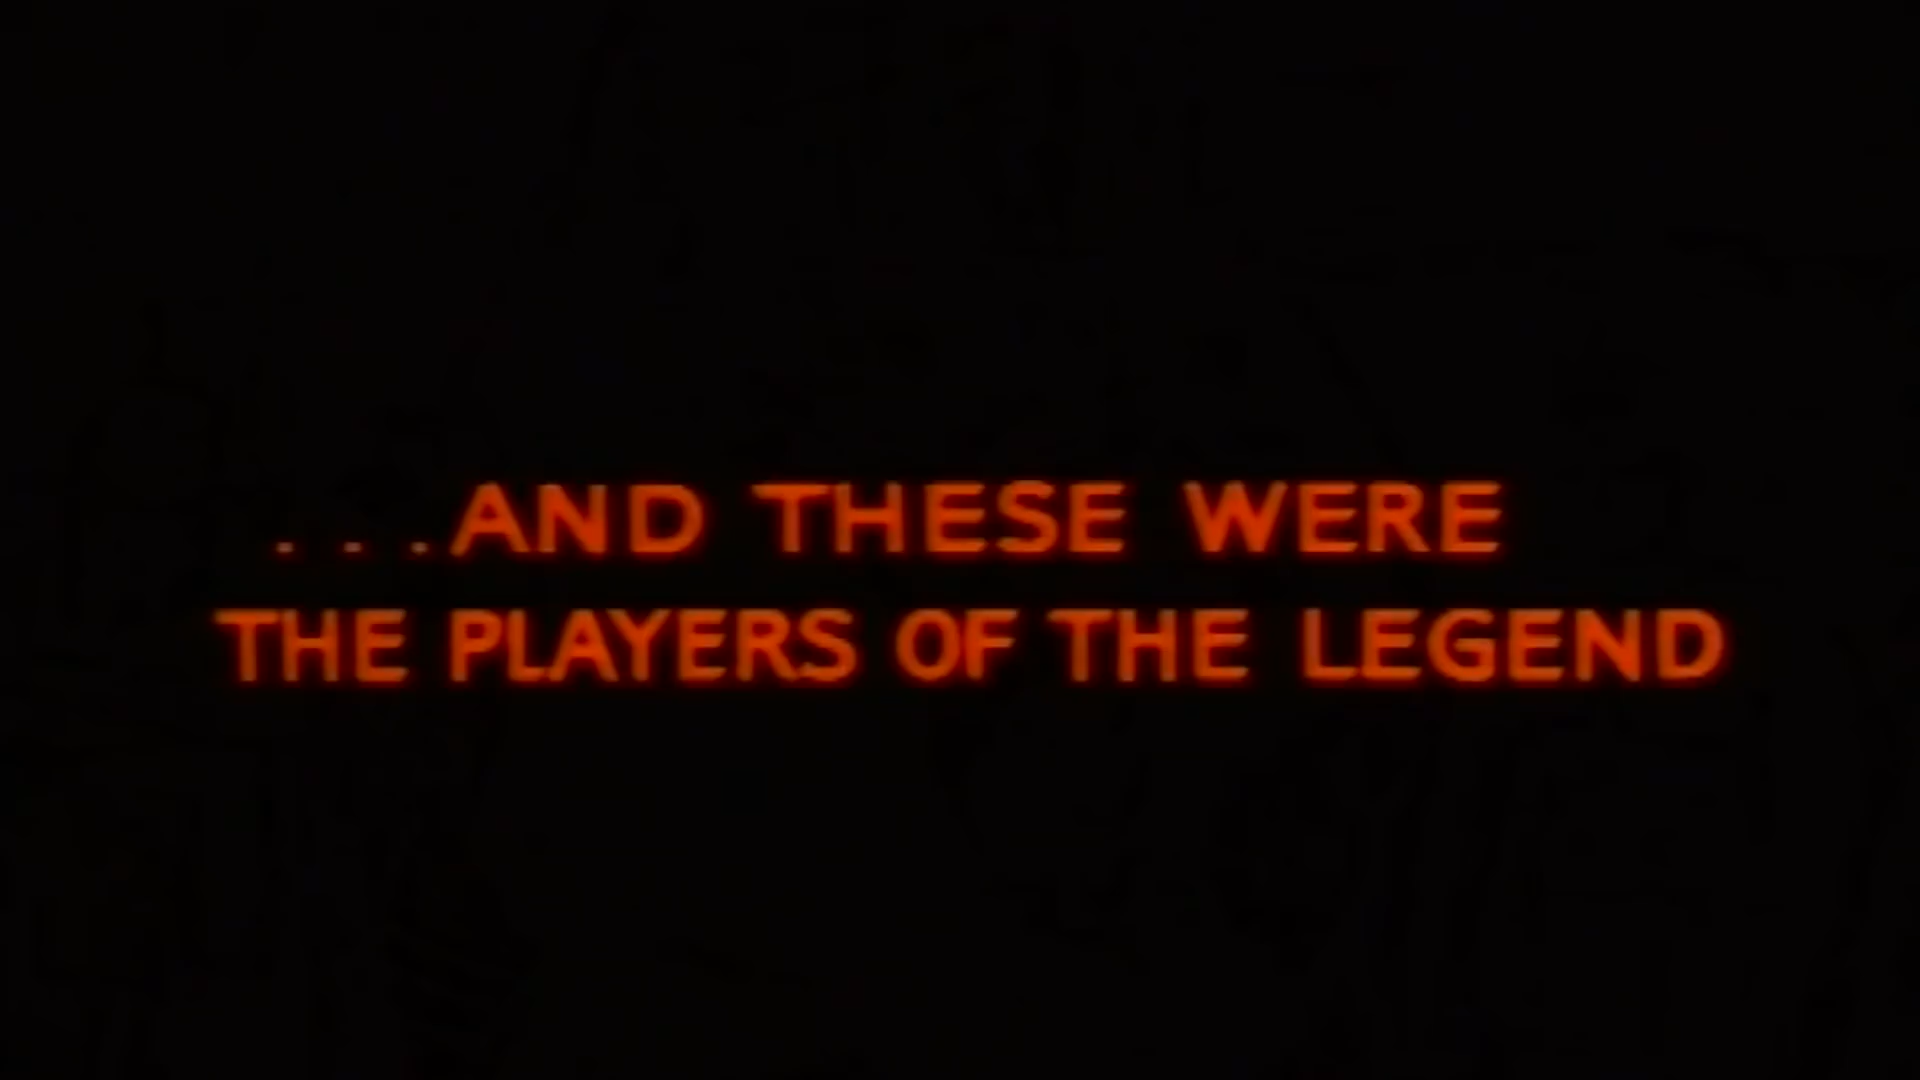 . . .AND THESE WERE
THE PLAYERS OF THE LEGEND